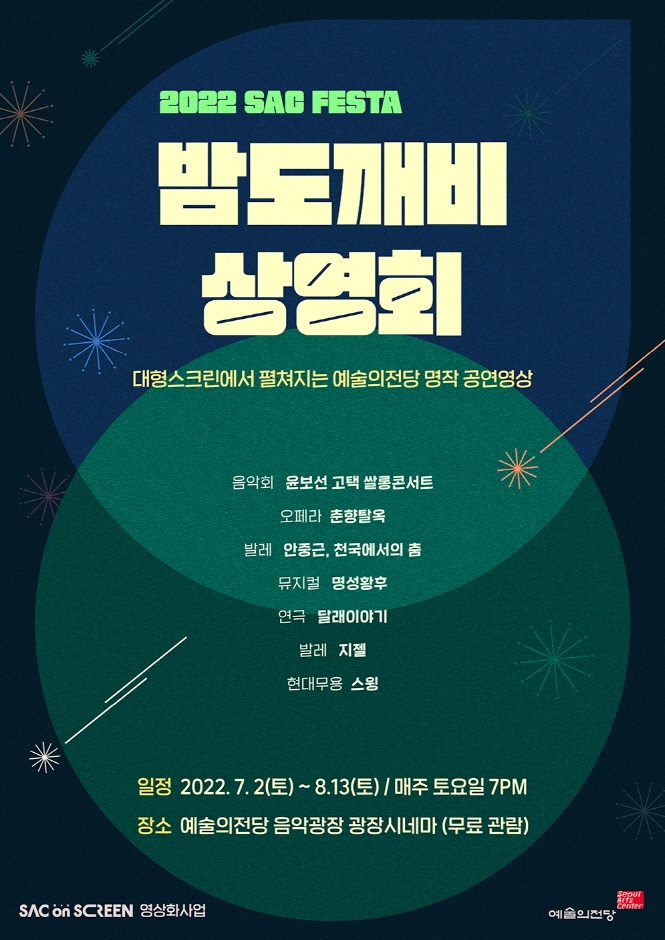 2022 SAC FESTA
밤도깨비
상영회
대형스크린에서 펼쳐지는 예술의전당 명작 공연영상
음악회 윤보선 고택 쌀롱콘서트
오페라 춘향탈옥
발레 안중근, 천국에서의 춤
뮤지컬 명성황후
연극 달래이야기
발레 지젤
현대무용 스윙
일정 2022. 7. 2(토) ~ 8.13(토) / 매주 토요일 7PM
장소 예술의전당 음악광장 광장시네마 (무료 관람)
SAC on SCREEN 영상화사업
예술의전당 Seoul Arts Center